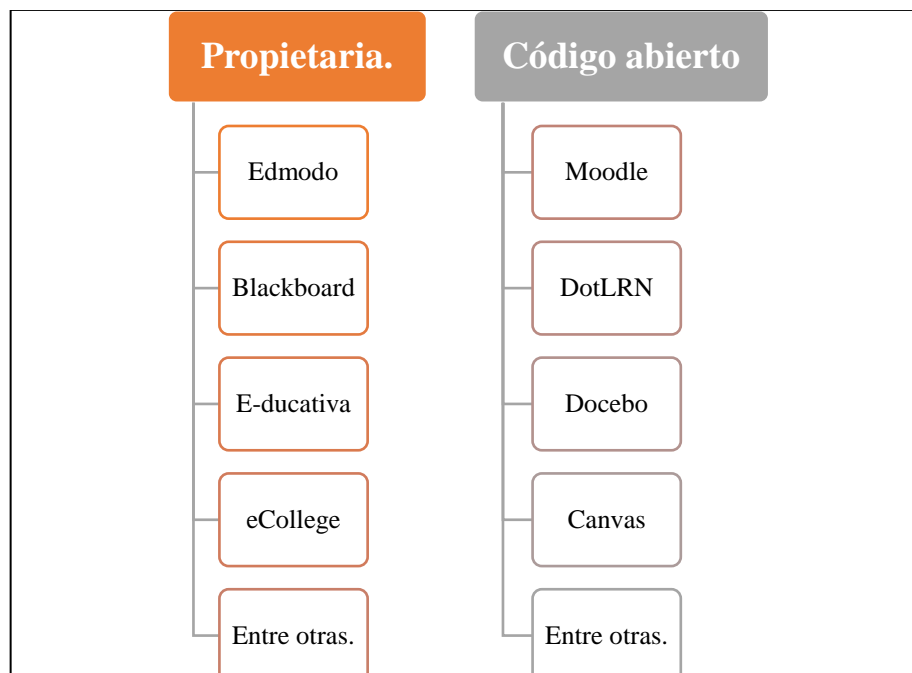 Propietaria.
Edmodo
Blackboard
E-ducativa
eCollege
Entre otras.
Código abierto
Moodle
DotLRN
Docebo
Canvas
Entre otras.